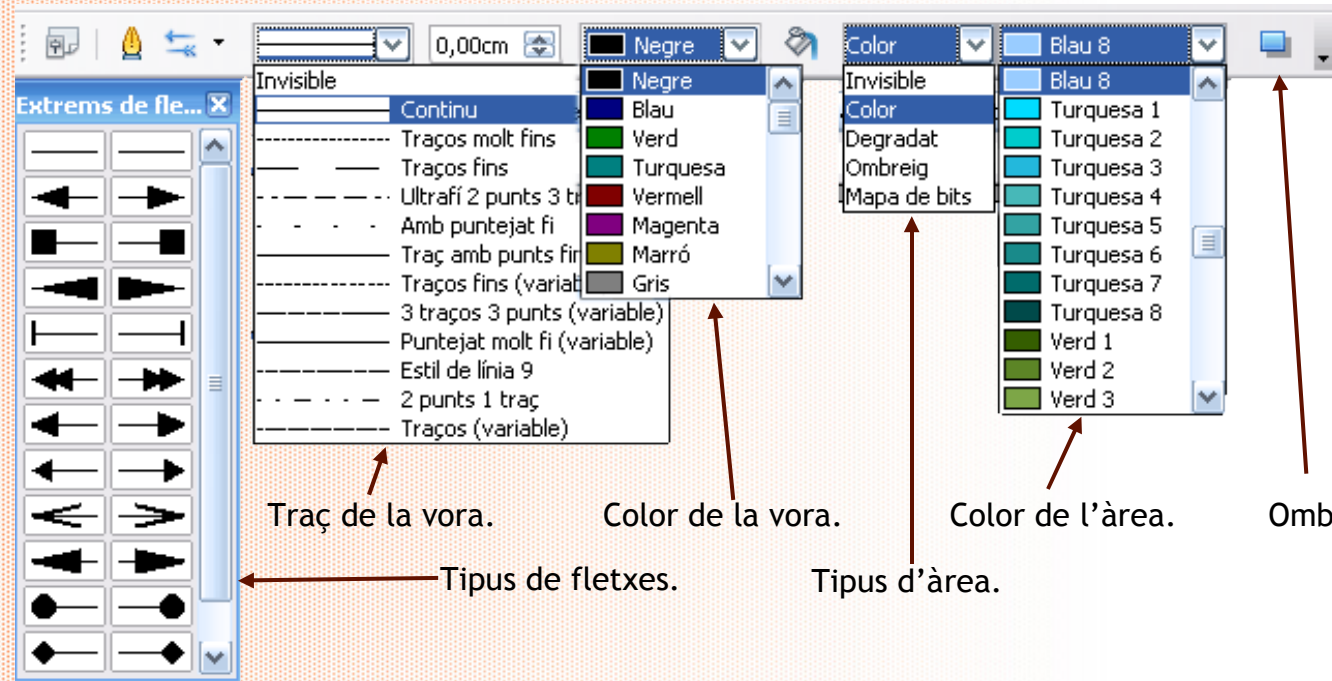 0,00cm Negre Color Blau 8
Extrems de fle...
Invisible
Continu
Traços molt fins
Traços fins
Ultrafí 2 punts 3
Amb puntejat fi
Traç amb punts
Traços fins
3 traços 3 punts (variable)
Puntejat molt fi (variable)
Estil de línia 9
2 punts 1 traç
Traços (variable)
Negre
Blau
Verd
Turquesa
Vermell
Magenta
Marró
Gris
Invisible
Color
Degradat
Ombreig
Mapa de bits
Blau 8
Turquesa 1
Turquesa 2
Turquesa 3
Turquesa 4
Turquesa 5
Turquesa 6
Turquesa 7
Turquesa 8
Verd 1
Verd 2
Verd 3
Traç de la vora.
Color de la vora.
Color de l’àrea.
Omb
Tipus de fletxes.
Tipus d’àrea.